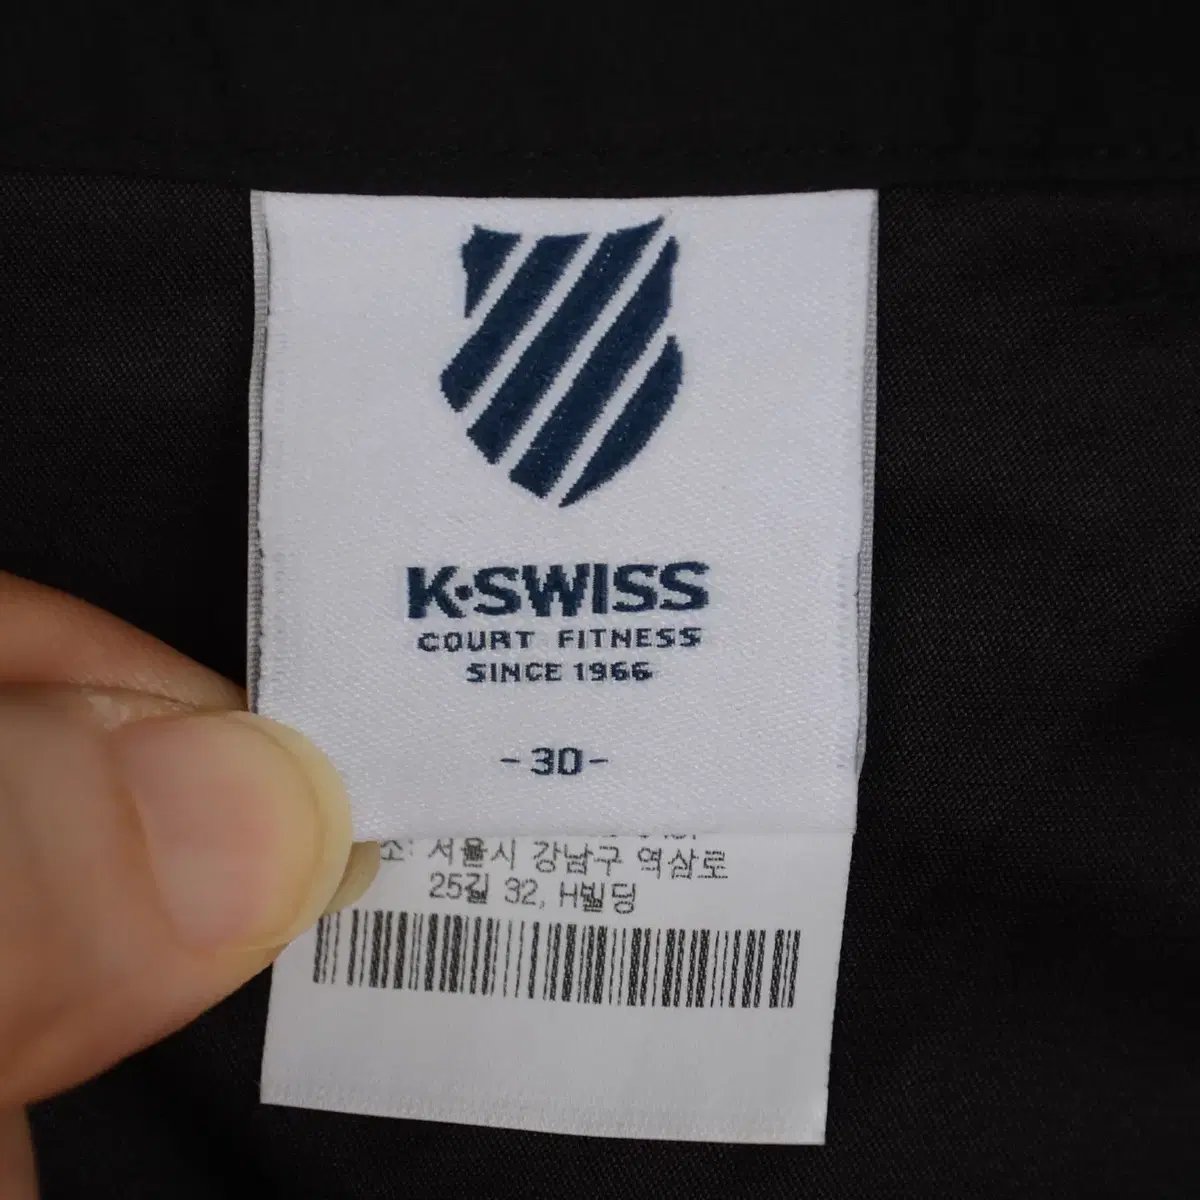 K·SWISS
COURT FITNESS
SINCE 1966
- 30 -
소: 서울시 강남구 역삼로
25길 32, H빌딩